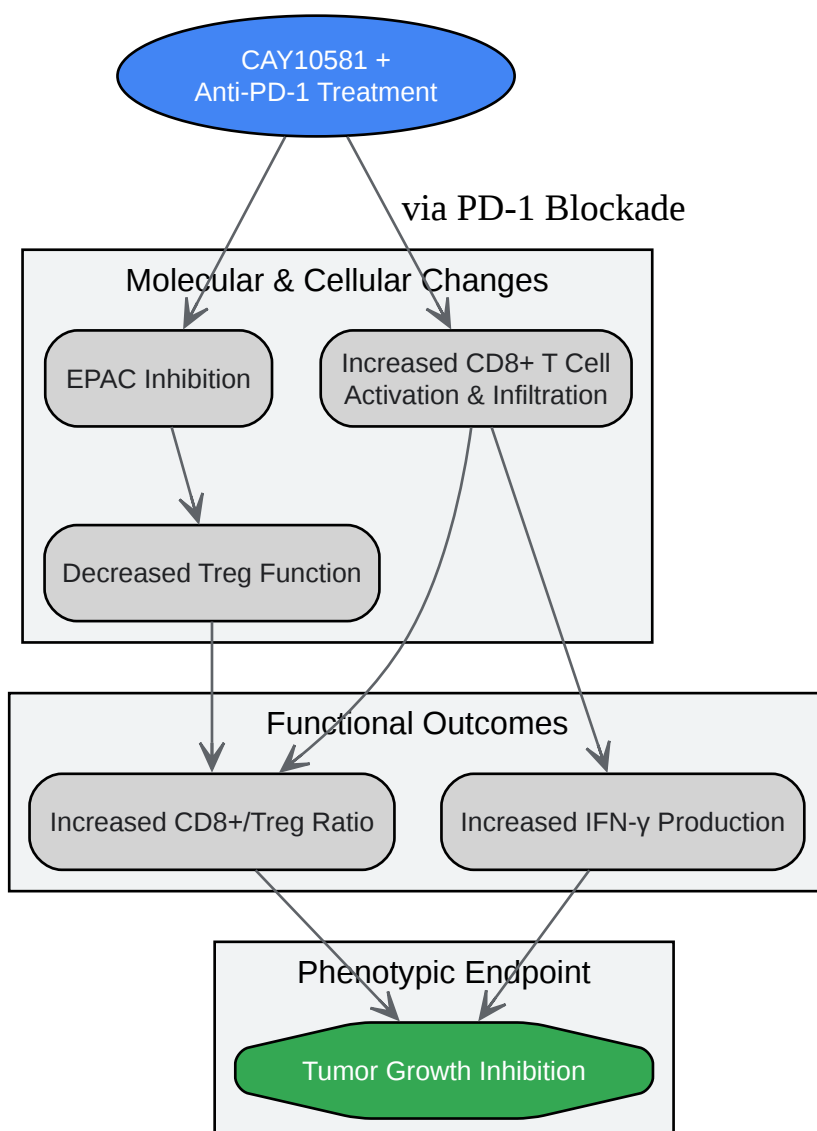 CAY10581 +
Anti-PD-1 Treatment
via PD-1 Blockade
Molecular & Cellular Changes
EPAC Inhibition
Increased CD8+ T Cell
Activation & Infiltration
Decreased Treg Function
Functional Outcomes
Increased CD8+/Treg Ratio
Increased IFN-γ Production
Phenotypic Endpoint
Tumor Growth Inhibition